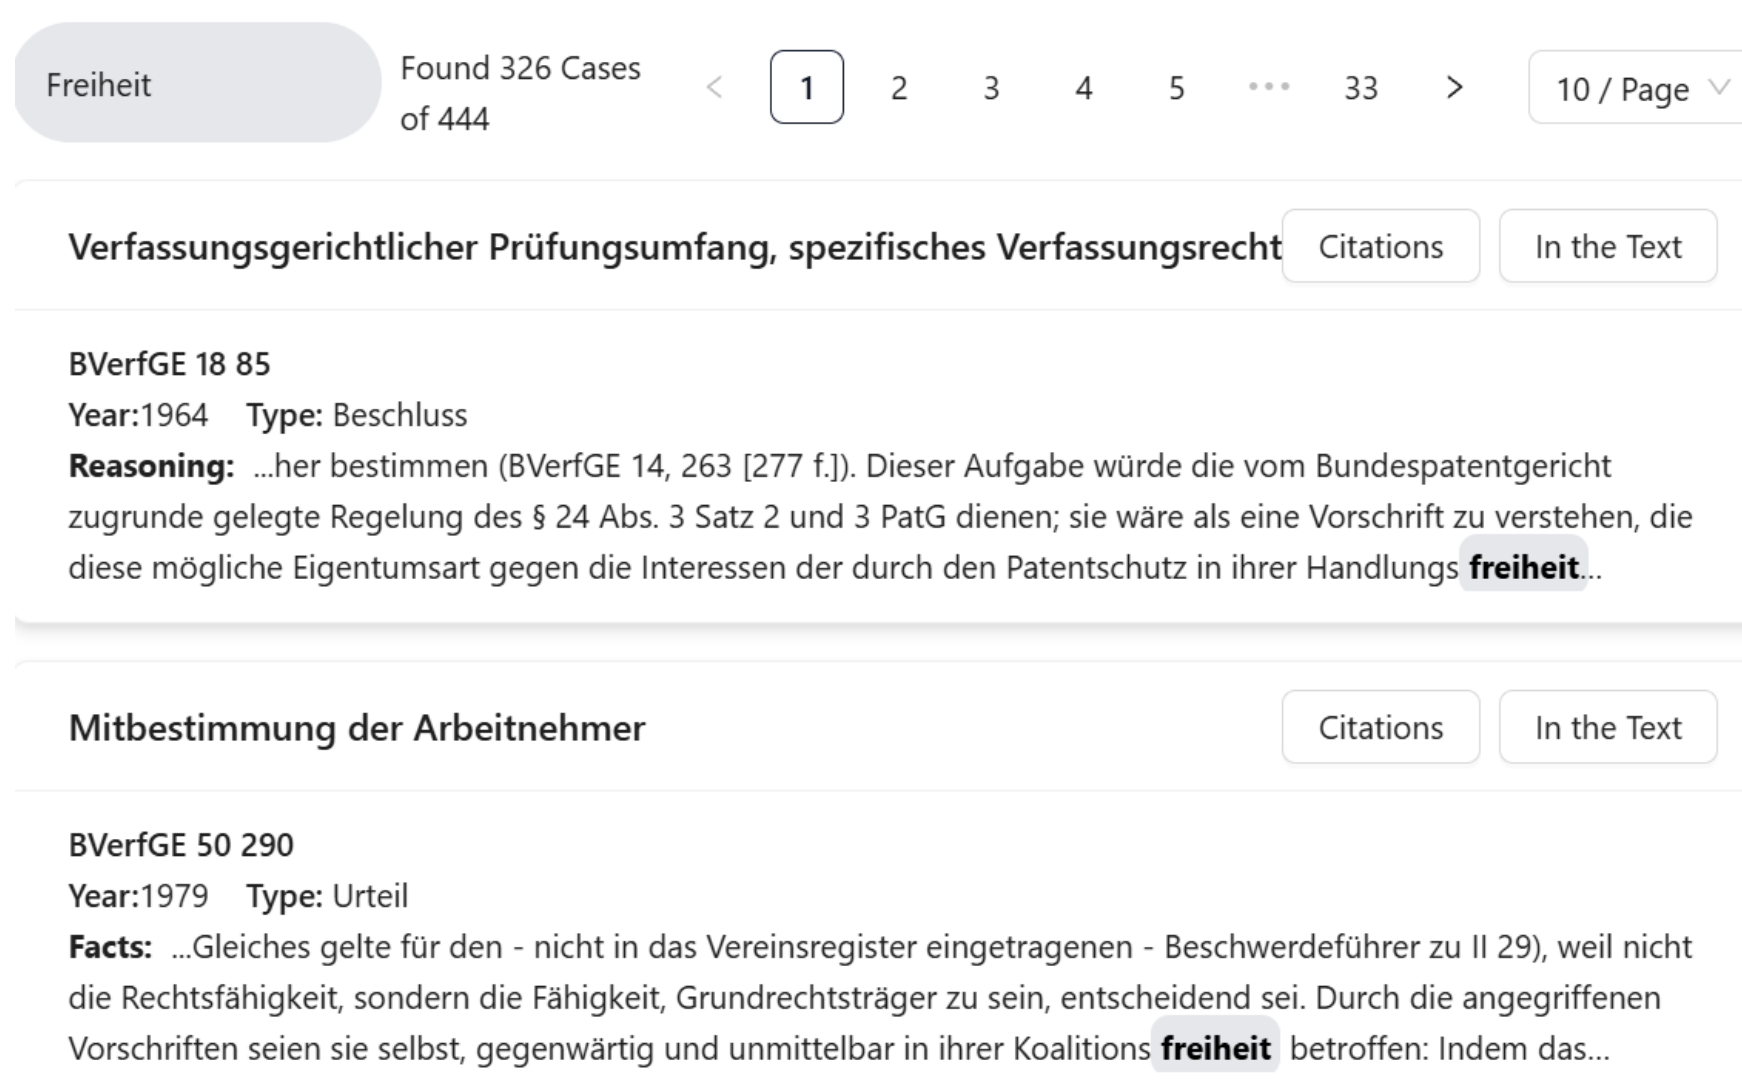 Freiheit
Found 326 Cases
of 444
< 1 2 3 4 5 ••• 33 >
10 / Page
Verfassungsgerichtlicher Prüfungsumfang, spezifisches Verfassungsrecht
Citations
In the Text
BVerfGE 18 85
Year:1964 Type: Beschluss
Reasoning: ...her bestimmen (BVerfGE 14, 263 [277 f.]). Dieser Aufgabe würde die vom Bundespatentgericht
zugrunde gelegte Regelung des § 24 Abs. 3 Satz 2 und 3 PatG dienen; sie wäre als eine Vorschrift zu verstehen, die
diese mögliche Eigentumsart gegen die Interessen der durch den Patentschutz in ihrer Handlungs freiheit...
Mitbestimmung der Arbeitnehmer
Citations
In the Text
BVerfGE 50 290
Year:1979 Type: Urteil
Facts: ...Gleiches gelte für den - nicht in das Vereinsregister eingetragenen - Beschwerdeführer zu II 29), weil nicht
die Rechtsfähigkeit, sondern die Fähigkeit, Grundrechtsträger zu sein, entscheidend sei. Durch die angegriffenen
Vorschriften seien sie selbst, gegenwärtig und unmittelbar in ihrer Koalitions freiheit betroffen: Indem das...